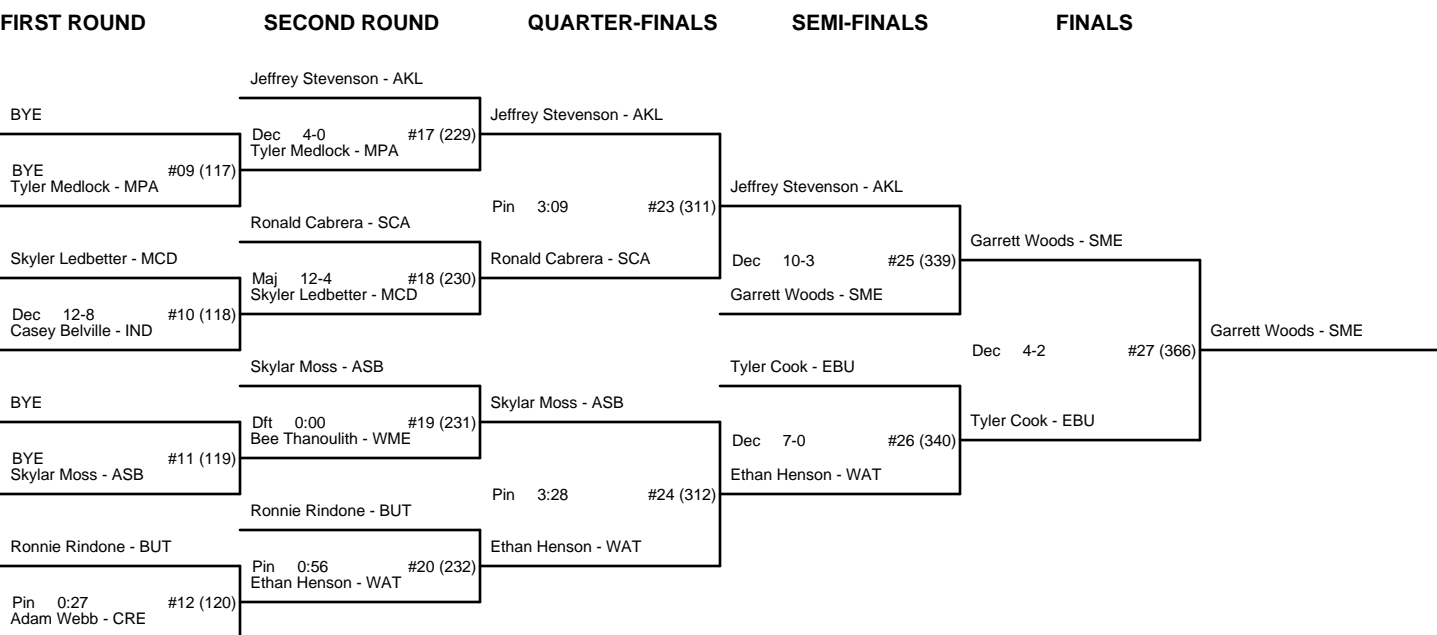 FIRST ROUND SECOND ROUND QUARTER-FINALS SEMI-FINALS FINALS
Jeffrey Stevenson - AKL
BYE
Jeffrey Stevenson - AKL
Dec 4-0 #17 (229)
Tyler Medlock - MPA
BYE #09 (117)
Tyler Medlock - MPA
Jeffrey Stevenson - AKL
Pin 3:09 #23 (311)
Ronald Cabrera - SCA
Garrett Woods - SME
Skyler Ledbetter - MCD
Ronald Cabrera - SCA
Dec 10-3 #25 (339)
Maj 12-4 #18 (230)
Skyler Ledbetter - MCD
Garrett Woods - SME
Dec 12-8 #10 (118)
Casey Belville - IND
Garrett Woods - SME
Dec 4-2 #27 (366)
Skylar Moss - ASB
Tyler Cook - EBU
BYE
Skylar Moss - ASB
Tyler Cook - EBU
Dft 0:00 #19 (231)
Bee Thanoulith - WME
Dec 7-0 #26 (340)
BYE #11 (119)
Skylar Moss - ASB
Ethan Henson - WAT
Pin 3:28 #24 (312)
Ronnie Rindone - BUT
Ronnie Rindone - BUT
Ethan Henson - WAT
Pin 0:56 #20 (232)
Ethan Henson - WAT
Pin 0:27 #12 (120)
Adam Webb - CRE